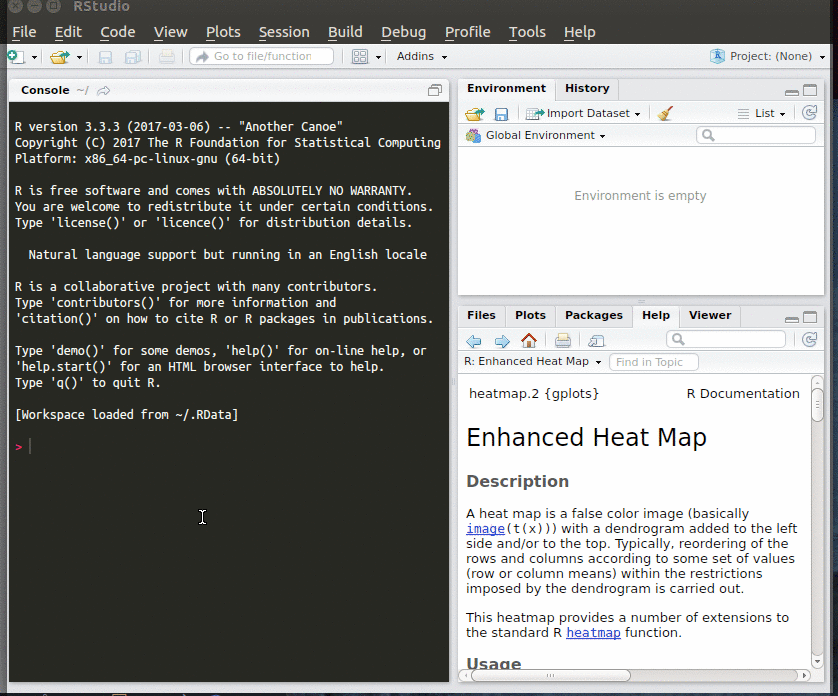 RStudio
File Edit Code View Plots Session Build Debug Profile Tools Help
Go to file/function Addins Project: (None)
Console ~/
R version 3.3.3 (2017-03-06) -- "Another Canoe"
Copyright (C) 2017 The R Foundation for Statistical Computing
Platform: x86_64-pc-linux-gnu (64-bit)
R is free software and comes with ABSOLUTELY NO WARRANTY.
You are welcome to redistribute it under certain conditions.
Type 'license()' or 'licence()' for distribution details.
Natural language support but running in an English locale
R is a collaborative project with many contributors.
Type 'contributors()' for more information and
'citation()' on how to cite R or R packages in publications.
Type 'demo()' for some demos, 'help()' for on-line help, or
'help.start()' for an HTML browser interface to help.
Type 'q()' to quit R.
[Workspace loaded from ~/.RData]
>
Environment History
Import Dataset List
Global Environment
Environment is empty
Files Plots Packages Help Viewer
R: Enhanced Heat Map Find in Topic
heatmap.2 {gplots} R Documentation
Enhanced Heat Map
Description
A heat map is a false color image (basically
image(t(x))) with a dendrogram added to the left
side and/or to the top. Typically, reordering of the
rows and columns according to some set of values
(row or column means) within the restrictions
imposed by the dendrogram is carried out.
This heatmap provides a number of extensions to
the standard R heatmap function.
Usage